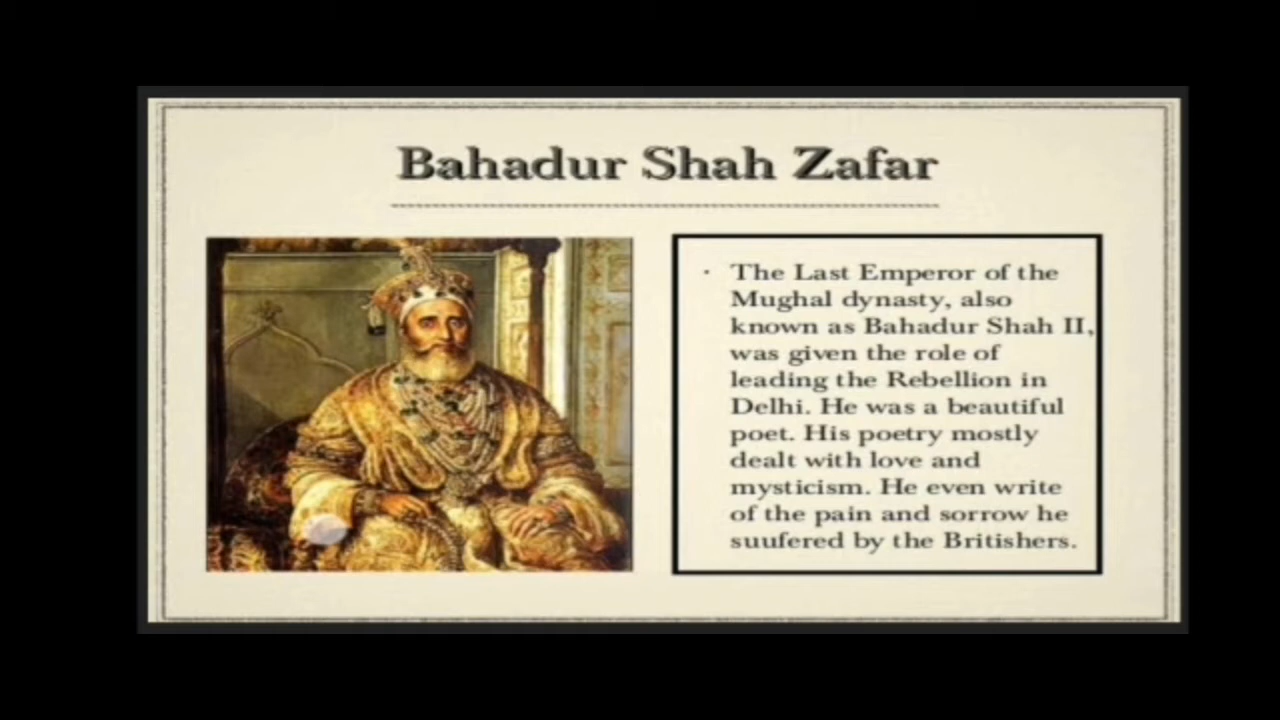 Bahadur Shah Zafar
· The Last Emperor of the
Mughal dynasty, also
known as Bahadur Shah II,
was given the role of
leading the Rebellion in
Delhi. He was a beautiful
poet. His poetry mostly
dealt with love and
mysticism. He even write
of the pain and sorrow he
suufered by the Britishers.